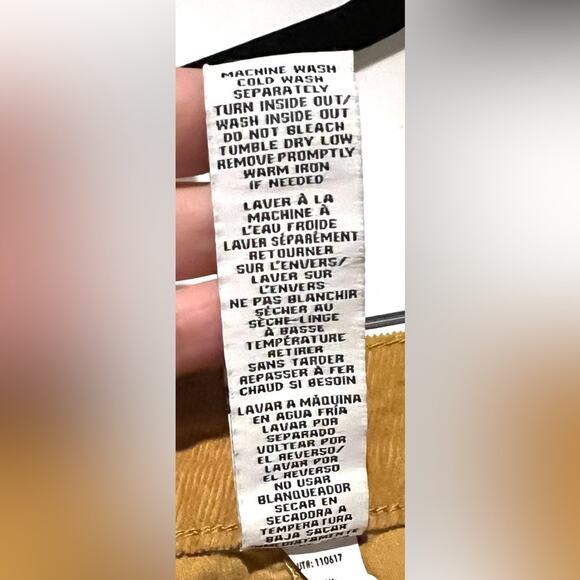 MACHINE WASH
COLD WASH
SEPARATELY
TURN INSIDE OUT/
WASH INSIDE OUT
DO NOT BLEACH
TUMBLE DRY LOW
REMOVE PROMPTLY
WARM IRON
IF NEEDED
LAVER À LA
MACHINE À
L'EAU FROIDE
LAVER SÉPARÉMENT
RETOURNER
SUR L'ENVERS/
LAVER SUR
L'ENVERS
NE PAS BLANCHIR
SÉCHER AU
SÈCHE-LINGE
À BASSE
TEMPÉRATURE
RETIRER
SANS TARDER
REPASSER À FER
CHAUD SI BESOIN
LAVAR A MÁQUINA
EN AGUA FRÍA
LAVAR POR
SEPARADO
VOLTEAR POR
EL REVERSO/
LAVAR POR
EL REVERSO
NO USAR
BLANQUEADOR
SECAR EN
SECADORA A
TEMPERATURA
BAJA SACAR
INMEDIATAMENTE
UT#: 110617